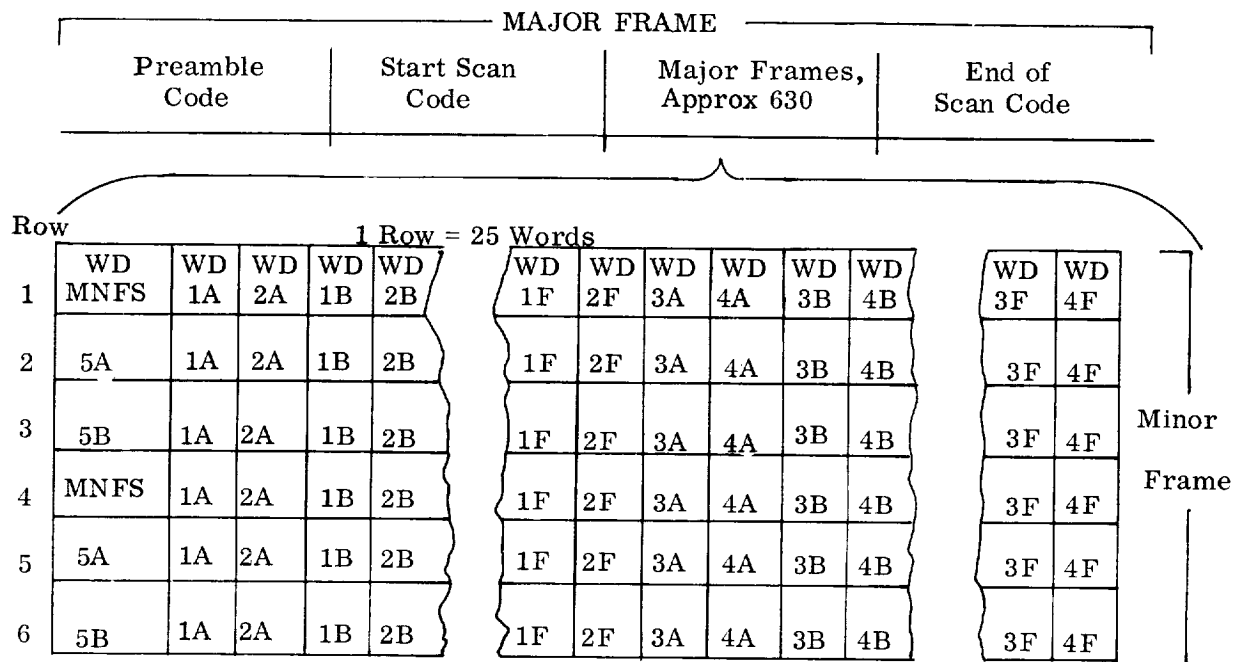 MAJOR FRAME
Preamble Code
Start Scan Code
Major Frames, Approx 630
End of Scan Code
Row
1 Row = 25 Words
1 WD MNFS WD 1A WD 2A WD 1B WD 2B WD 1F WD 2F WD 3A WD 4A WD 3B WD 4B WD 3F WD 4F
2 5A 1A 2A 1B 2B 1F 2F 3A 4A 3B 4B 3F 4F
3 5B 1A 2A 1B 2B 1F 2F 3A 4A 3B 4B 3F 4F
4 MNFS 1A 2A 1B 2B 1F 2F 3A 4A 3B 4B 3F 4F
5 5A 1A 2A 1B 2B 1F 2F 3A 4A 3B 4B 3F 4F
6 5B 1A 2A 1B 2B 1F 2F 3A 4A 3B 4B 3F 4F
Minor
Frame